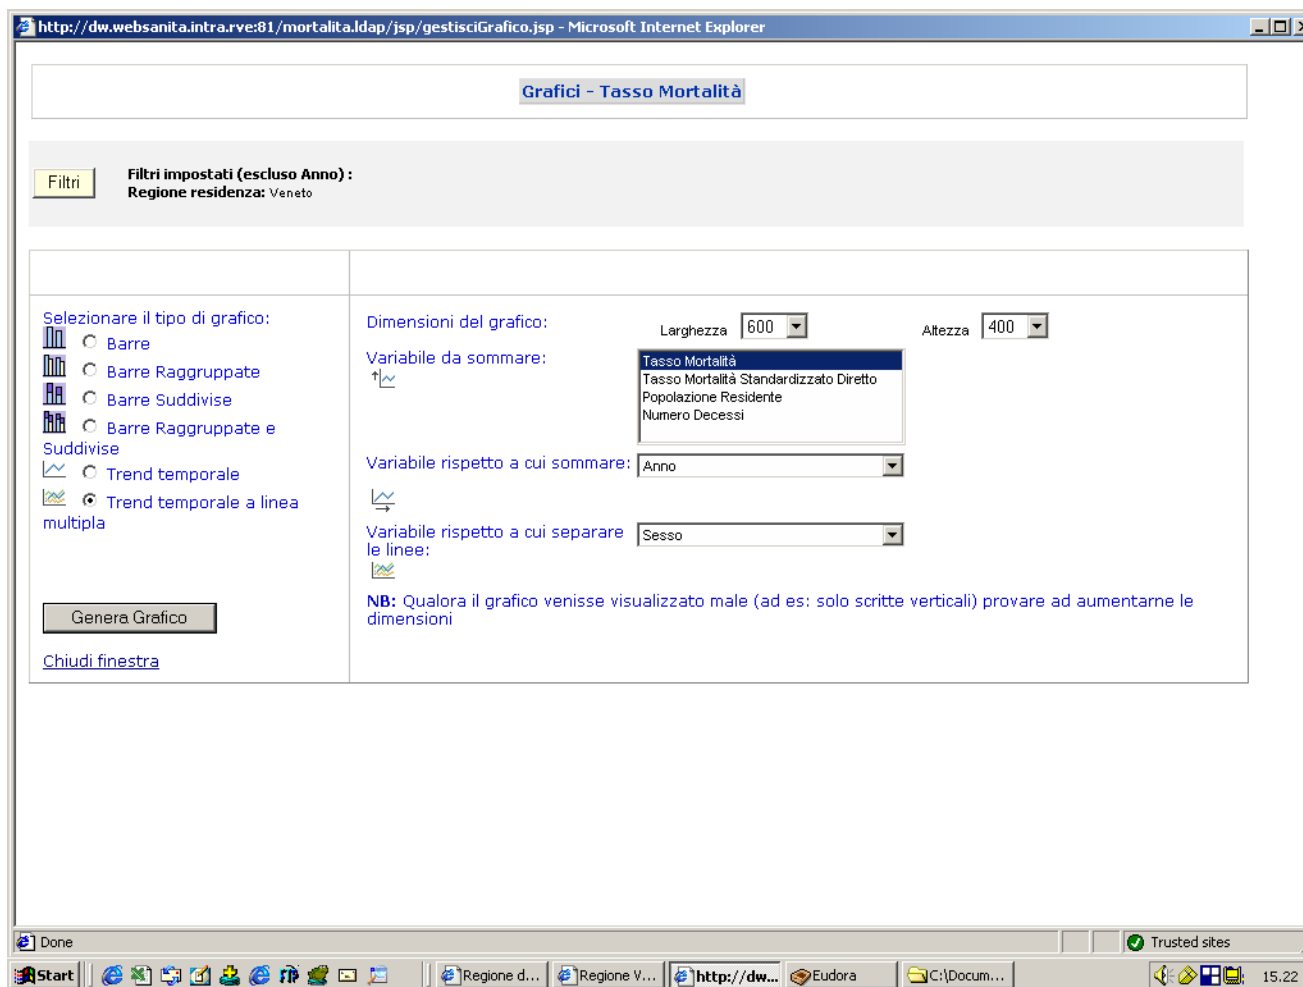 http://dw.websanita.intra.rve:81/mortalita.ldap/jsp/gestisciGrafico.jsp - Microsoft Internet Explorer
Grafici - Tasso Mortalità
Filtri
Filtri impostati (escluso Anno) :
Regione residenza: Veneto
Selezionare il tipo di grafico:
Barre
Barre Raggruppate
Barre Suddivise
Barre Raggruppate e
Suddivise
Trend temporale
Trend temporale a linea
multipla
Genera Grafico
Chiudi finestra
Dimensioni del grafico:
Larghezza 600
Altezza 400
Variabile da sommare:
Tasso Mortalità
Tasso Mortalità Standardizzato Diretto
Popolazione Residente
Numero Decessi
Variabile rispetto a cui sommare: Anno
Variabile rispetto a cui separare
le linee:
Sesso
NB: Qualora il grafico venisse visualizzato male (ad es: solo scritte verticali) provare ad aumentarne le
dimensioni
Done
Trusted sites
Start
Regione d...
Regione V...
http://dw...
Eudora
C:\Docum...
15.22